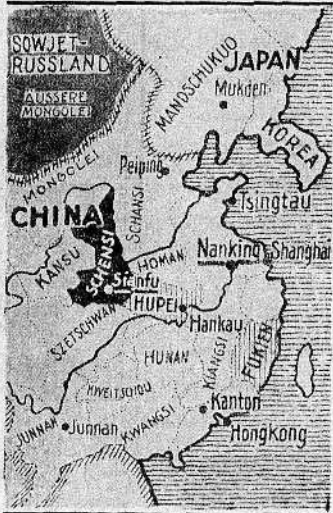 SOWJET-
RUSSLAND
ÄUSSERE
MONGOLEI
MANDSCHUKUO
JAPAN
Mukden
KOREA
MONGOLEI
Peiping
SCHANSI
Tsingtau
CHINA
KANSU
SCHENSI
HONAN
Nanking
Shanghai
Sianfu
SZETSCHWAN
HUPEI
Hankau
HUNAN
KIANGSI
FUKIEN
KWEITSCHOU
Kanton
JUNNAN
Junnan
KWANGSI
Hongkong